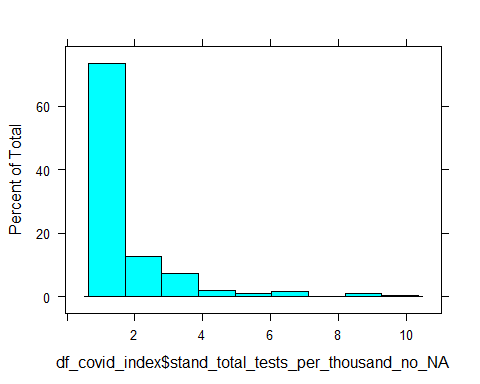 Percent of Total
60
40
20
0
2 4 6 8 10
df_covid_index$stand_total_tests_per_thousand_no_NA